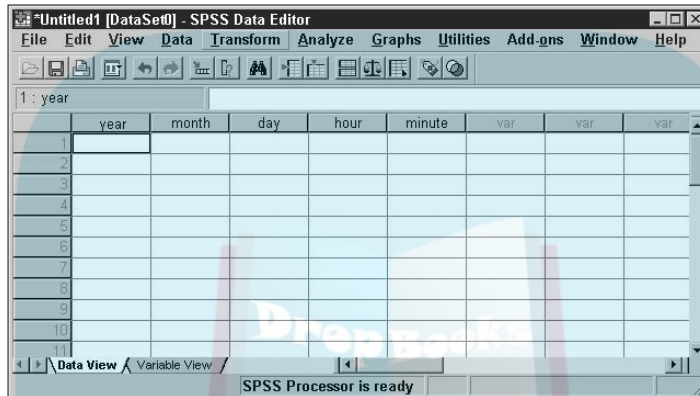 *Untitled1 [DataSet0] - SPSS Data Editor
File Edit View Data Transform Analyze Graphs Utilities Add-ons Window Help
1 : year
year month day hour minute var var var
1
2
3
4
5
6
7
8
9
10
11
Drop Books
Data View Variable View
SPSS Processor is ready